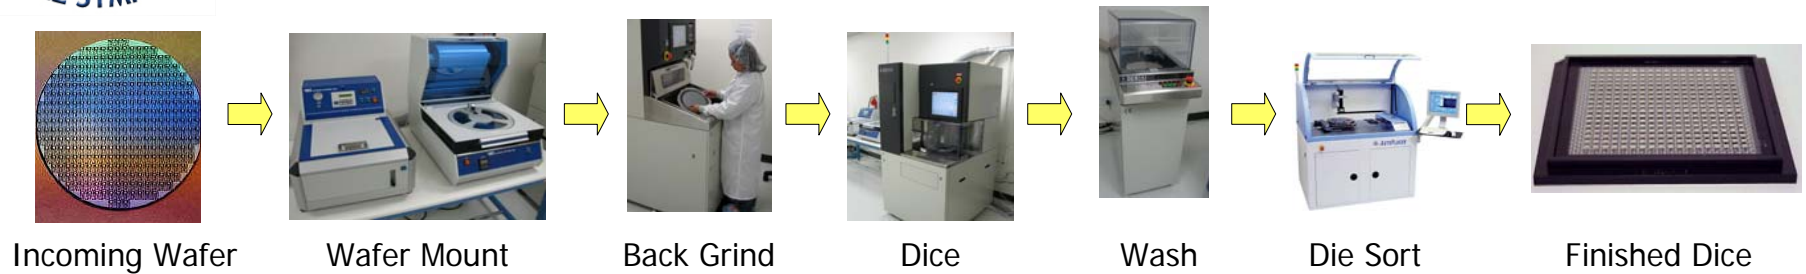 Incoming Wafer
Wafer Mount
Back Grind
Dice
Wash
Die Sort
Finished Dice